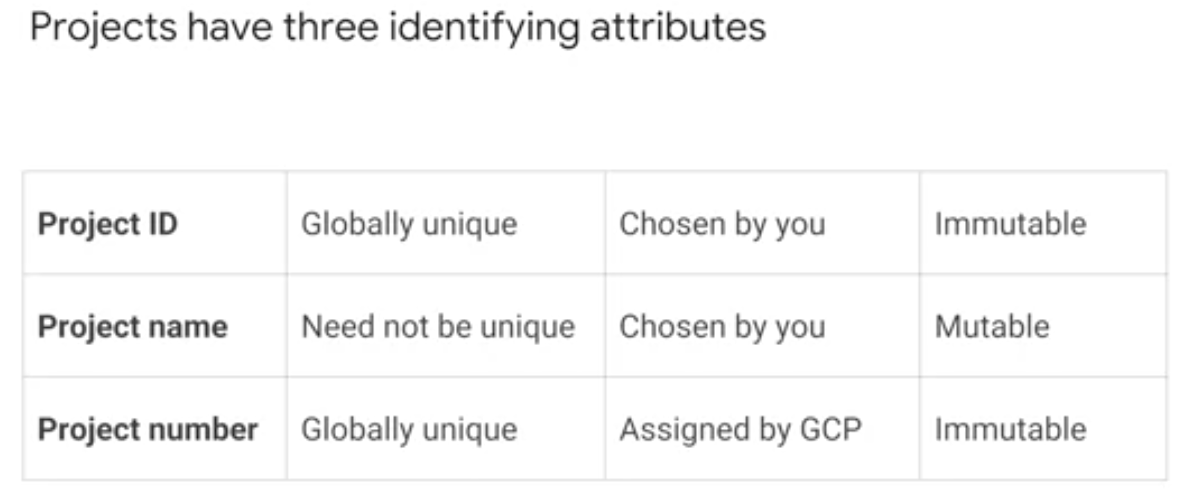 Projects have three identifying attributes
Project ID Globally unique Chosen by you Immutable
Project name Need not be unique Chosen by you Mutable
Project number Globally unique Assigned by GCP Immutable